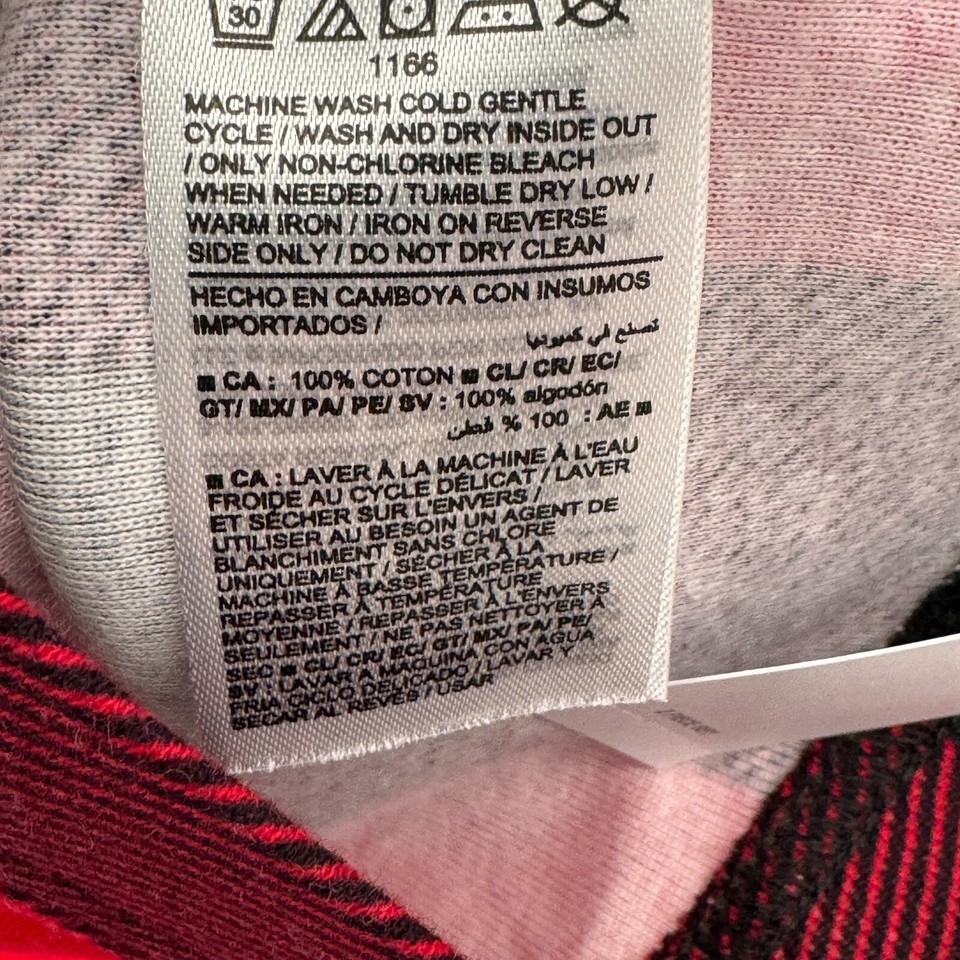 30
1166
MACHINE WASH COLD GENTLE
CYCLE / WASH AND DRY INSIDE OUT
/ ONLY NON-CHLORINE BLEACH
WHEN NEEDED / TUMBLE DRY LOW /
WARM IRON / IRON ON REVERSE
SIDE ONLY / DO NOT DRY CLEAN
HECHO EN CAMBOYA CON INSUMOS
IMPORTADOS /
تصنع في كمبوديا
■ CA : 100% COTON ■ CL/ CR/ EC/
GT/ MX/ PA/ PE/ SV : 100% algodón
■ AE : 100 % قطن
■ CA : LAVER À LA MACHINE À L'EAU
FROIDE AU CYCLE DÉLICAT / LAVER
ET SÉCHER SUR L'ENVERS /
UTILISER AU BESOIN UN AGENT DE
BLANCHIMENT SANS CHLORE
UNIQUEMENT / SÉCHER À LA
MACHINE À BASSE TEMPÉRATURE /
REPASSER À TEMPÉRATURE
MOYENNE / REPASSER À L'ENVERS
SEULEMENT / NE PAS NETTOYER À
SEC ■ CL/ CR/ EC/ GT/ MX/ PA/ PE/
SV : LAVAR A MAQUINA CON AGUA
FRIA CICLO DELICADO / LAVAR Y
SECAR AL REVES / USAR